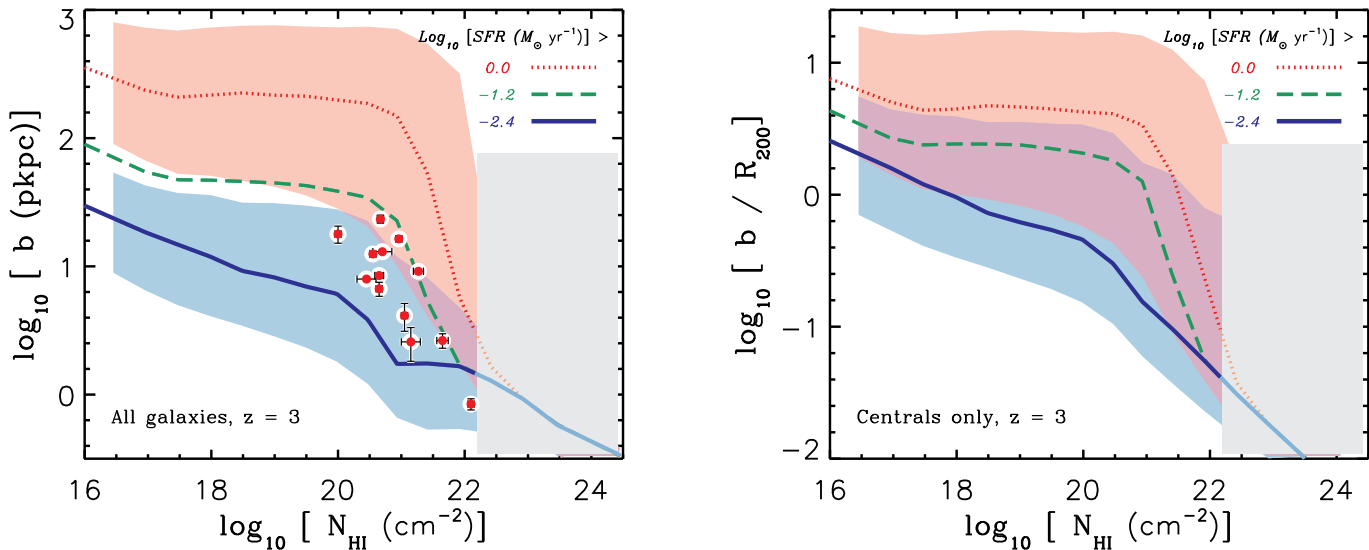 3
2
1
0
log₁₀ [ b (pkpc) ]
Log₁₀ [SFR (M⊙ yr⁻¹)] >
0.0
−1.2
−2.4
All galaxies, z = 3
16 18 20 22 24
log₁₀ [ N_HI (cm⁻²) ]
1
0
−1
−2
log₁₀ [ b / R₂₀₀ ]
Log₁₀ [SFR (M⊙ yr⁻¹)] >
0.0
−1.2
−2.4
Centrals only, z = 3
16 18 20 22 24
log₁₀ [ N_HI (cm⁻²) ]